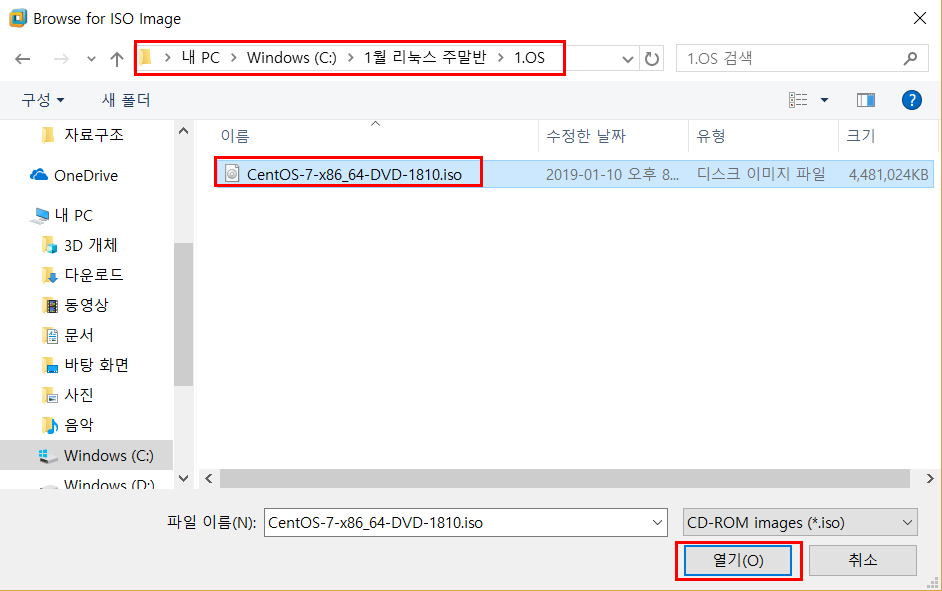 Browse for ISO Image
내 PC > Windows (C:) > 1월 리눅스 주말반 > 1.OS
1.OS 검색
구성
새 폴더
자료구조
OneDrive
내 PC
3D 개체
다운로드
동영상
문서
바탕 화면
사진
음악
Windows (C:)
Windows (D:)
이름 수정한 날짜 유형 크기
CentOS-7-x86_64-DVD-1810.iso 2019-01-10 오후 8... 디스크 이미지 파일 4,481,024KB
파일 이름(N): CentOS-7-x86_64-DVD-1810.iso CD-ROM images (*.iso)
열기(O) 취소